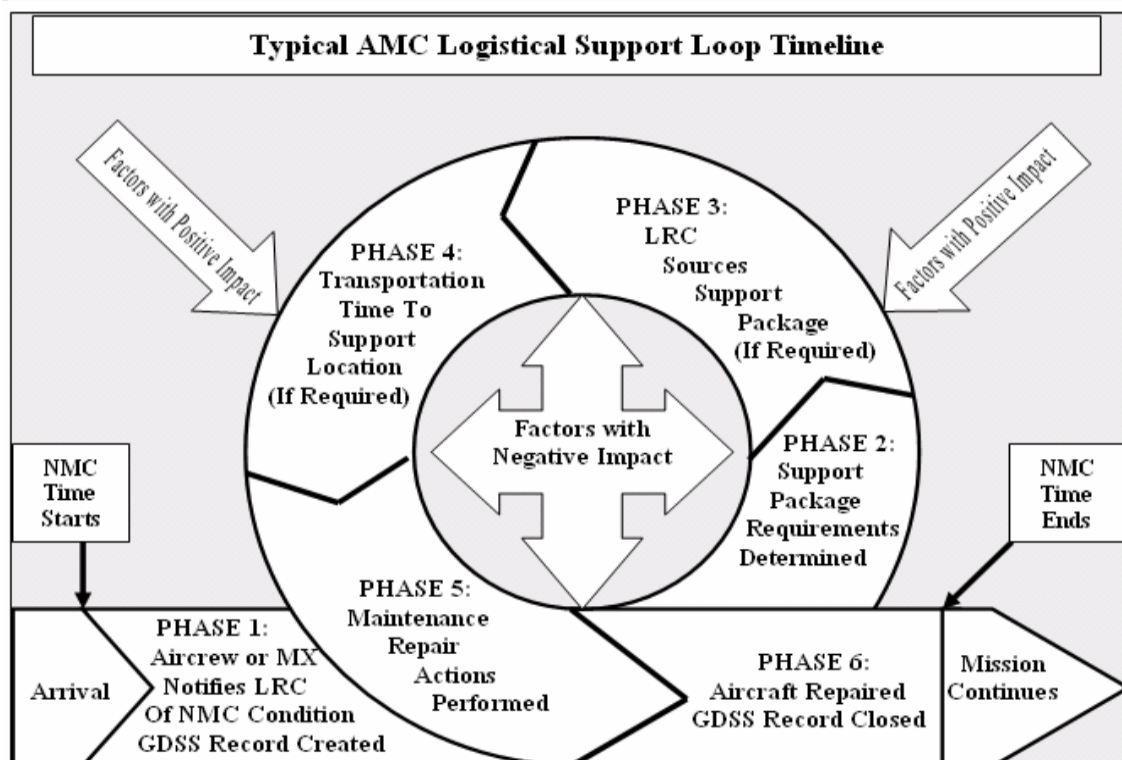 Typical AMC Logistical Support Loop Timeline
Factors with Positive Impact
Factors with Positive Impact
PHASE 3:
LRC
Sources
Support
Package
(If Required)
PHASE 4:
Transportation
Time To
Support
Location
(If Required)
Factors with
Negative Impact
PHASE 2:
Support
Package
Requirements
Determined
NMC
Time
Starts
NMC
Time
Ends
PHASE 5:
Maintenance
Repair
Actions
Performed
Arrival
PHASE 1:
Aircrew or MX
Notifies LRC
Of NMC Condition
GDSS Record Created
PHASE 6:
Aircraft Repaired
GDSS Record Closed
Mission
Continues